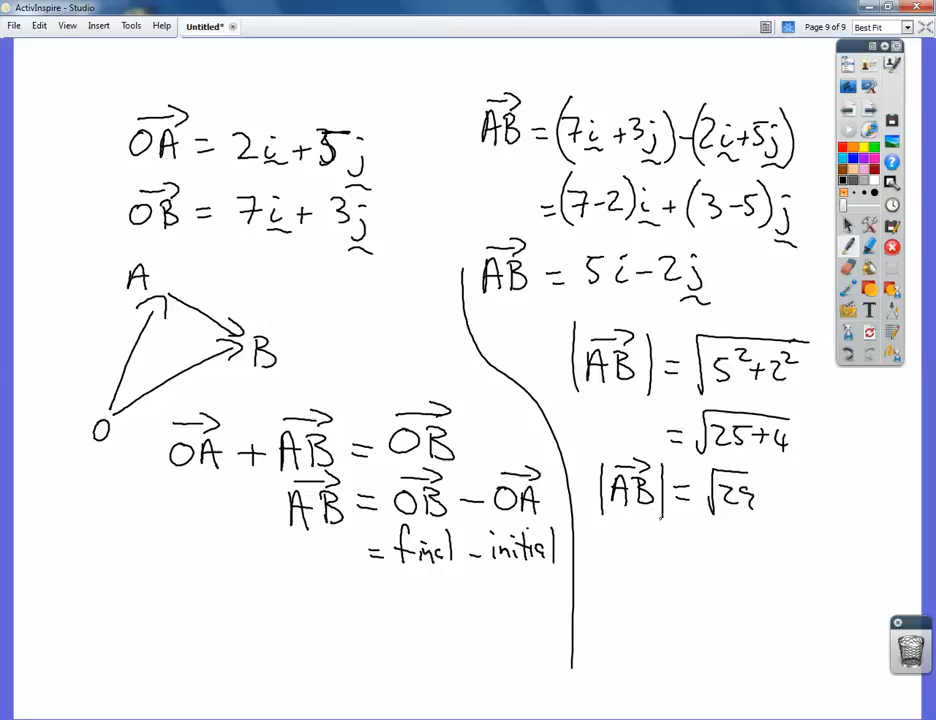 ActivInspire - Studio
File Edit View Insert Tools Help Untitled* Page 9 of 9 Best Fit
OA = 2i + 5j
OB = 7i + 3j
A
B
O
OA + AB = OB
AB = OB - OA
= final - initial
AB = (7i + 3j) - (2i + 5j)
= (7-2)i + (3-5)j
AB = 5i - 2j
|AB| = √5²+2²
= √25+4
|AB| = √29
T